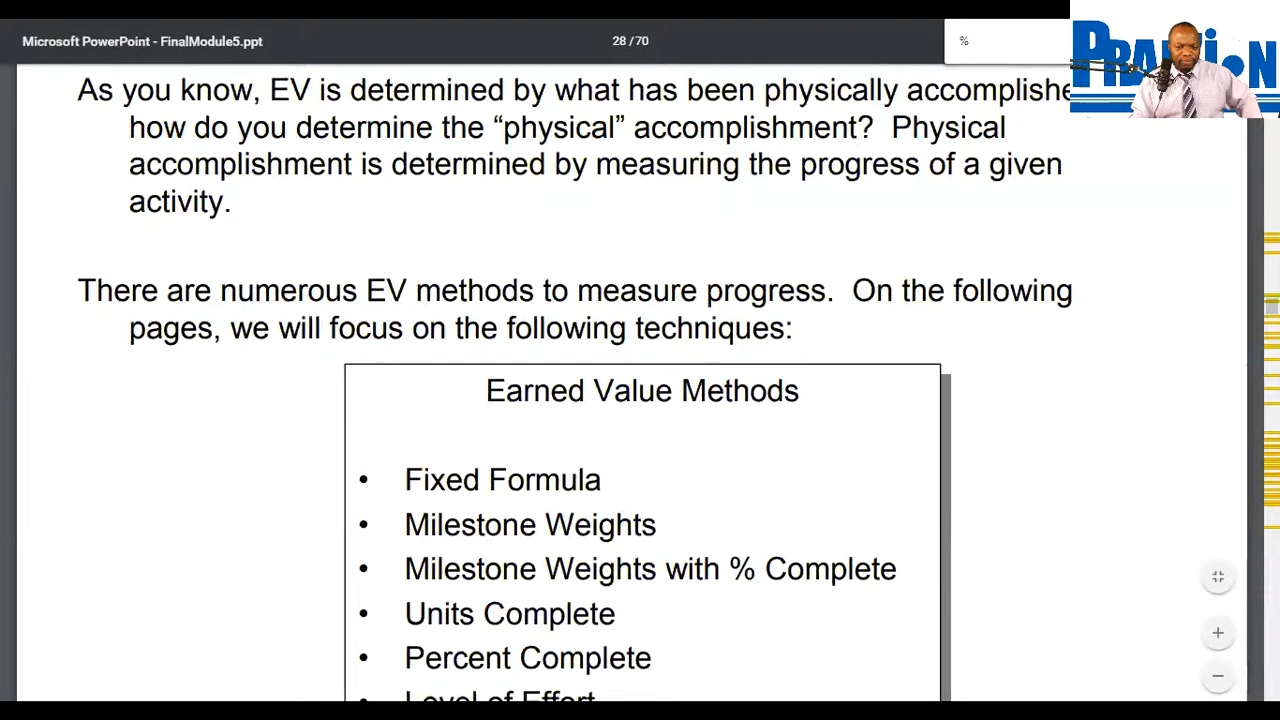 Microsoft PowerPoint - FinalModule5.ppt
28 / 70
%
As you know, EV is determined by what has been physically
how do you determine the “physical” accomplishment? Physical
accomplishment is determined by measuring the progress of a given
activity.
There are numerous EV methods to measure progress. On the following
pages, we will focus on the following techniques:
Earned Value Methods
• Fixed Formula
• Milestone Weights
• Milestone Weights with % Complete
• Units Complete
• Percent Complete
• Level of Effort